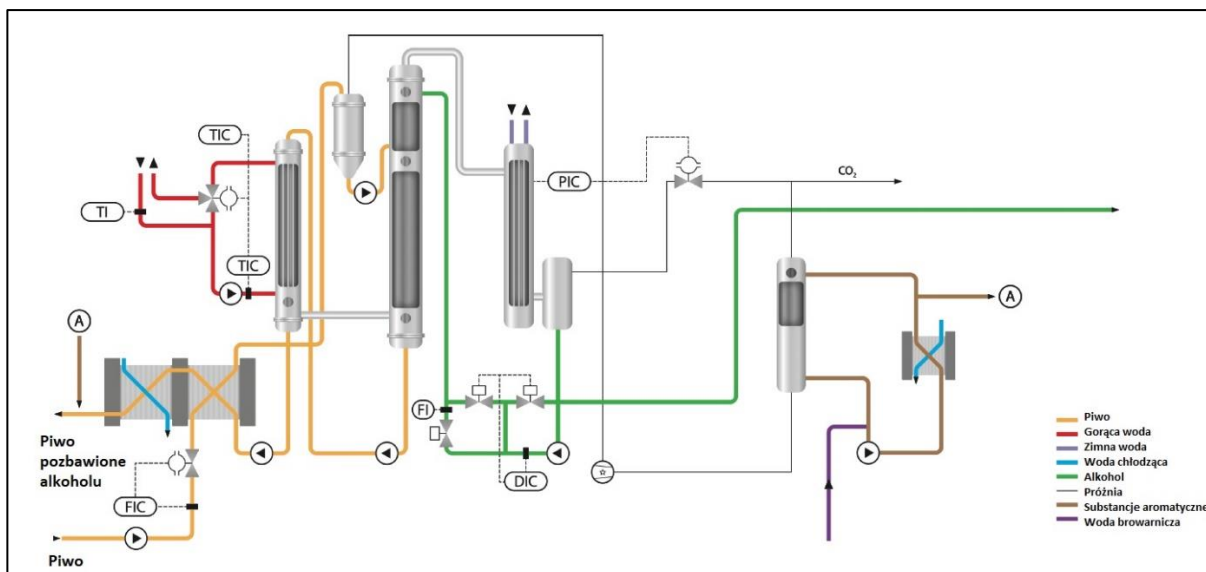 TIC
TI
TIC
PIC
CO₂
A
A
FI
DIC
Piwo
pozbawione
alkoholu
FIC
Piwo
Piwo
Gorąca woda
Zimna woda
Woda chłodząca
Alkohol
Próżnia
Substancje aromatyczne
Woda browarnicza